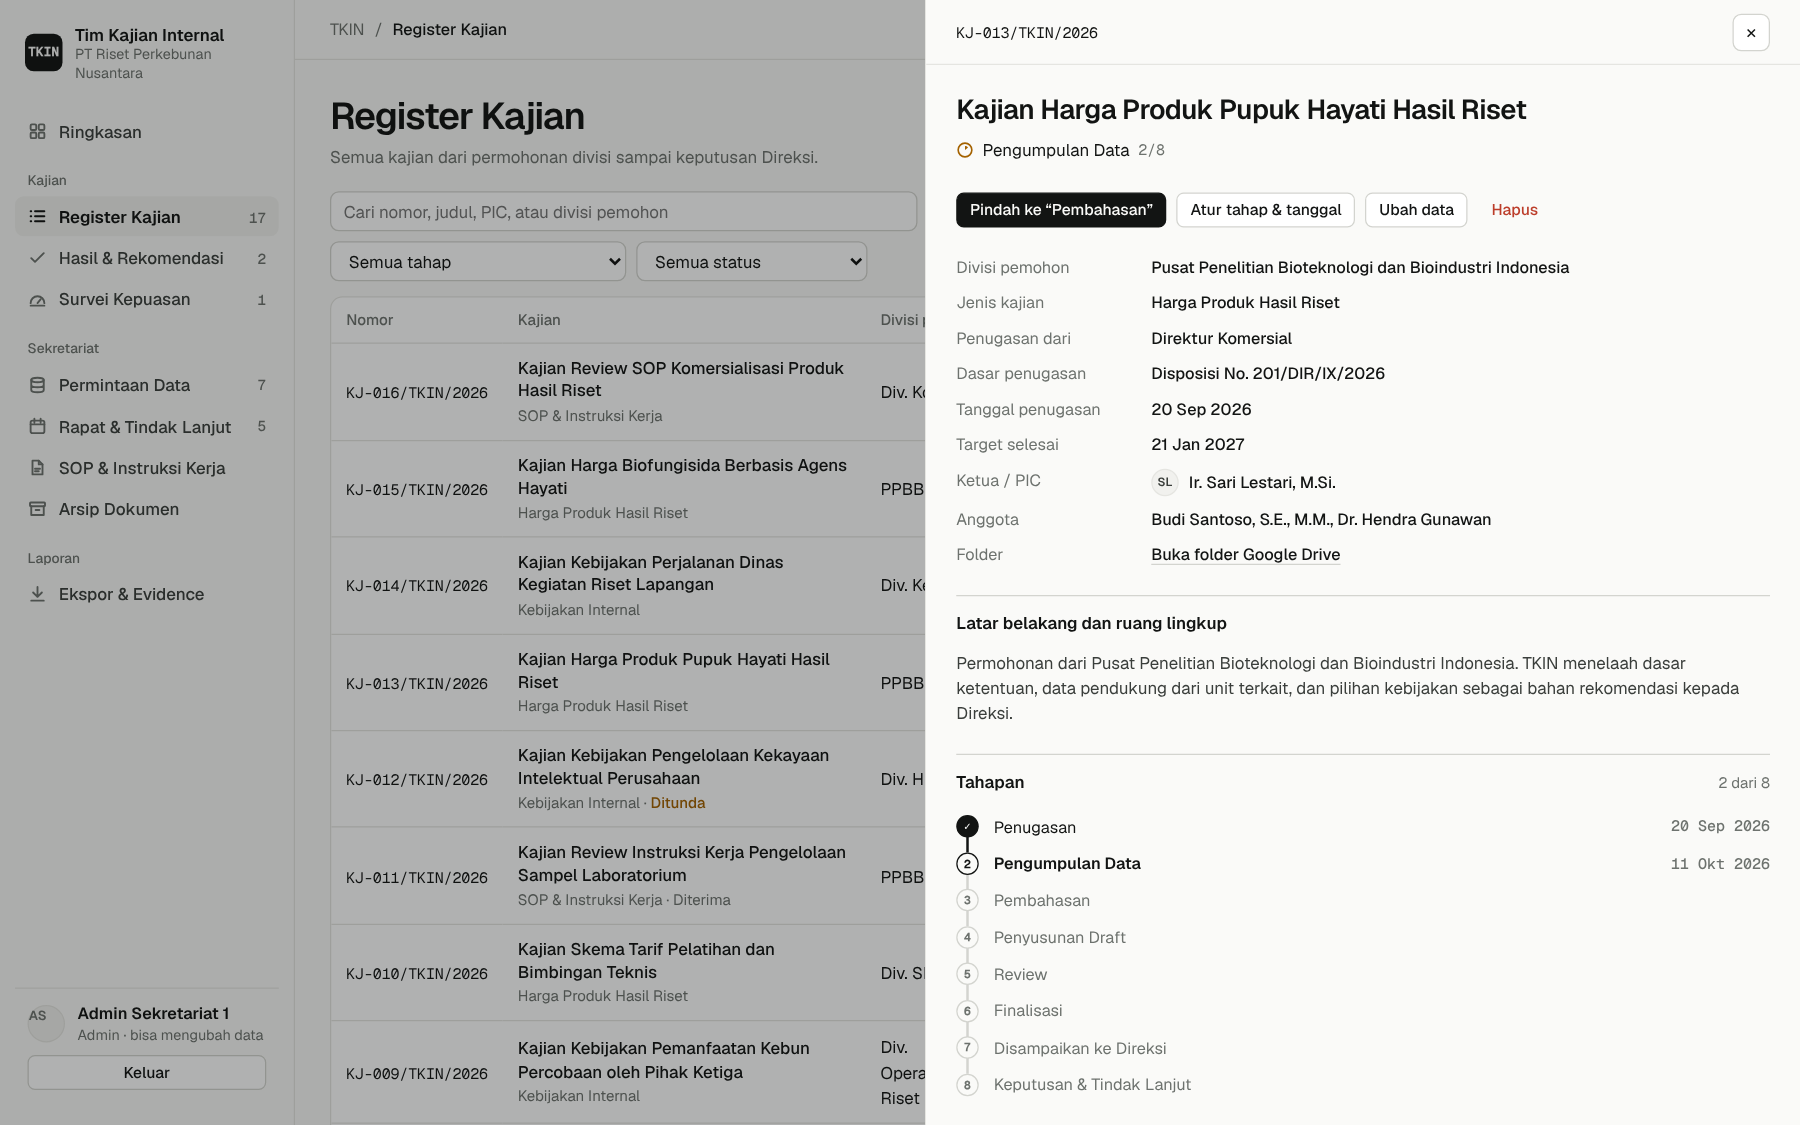 TKIN
Tim Kajian Internal
PT Riset Perkebunan
Nusantara
Ringkasan
Kajian
Register Kajian 17
Hasil & Rekomendasi 2
Survei Kepuasan 1
Sekretariat
Permintaan Data 7
Rapat & Tindak Lanjut 5
SOP & Instruksi Kerja
Arsip Dokumen
Laporan
Ekspor & Evidence
AS
Admin Sekretariat 1
Admin · bisa mengubah data
Keluar
TKIN / Register Kajian
Register Kajian
Semua kajian dari permohonan divisi sampai keputusan Direksi.
Cari nomor, judul, PIC, atau divisi pemohon
Semua tahap Semua status
Nomor Kajian Divisi p
KJ-016/TKIN/2026
Kajian Review SOP Komersialisasi Produk
Hasil Riset
SOP & Instruksi Kerja
Div. Ko
KJ-015/TKIN/2026
Kajian Harga Biofungisida Berbasis Agens
Hayati
Harga Produk Hasil Riset
PPBB
KJ-014/TKIN/2026
Kajian Kebijakan Perjalanan Dinas
Kegiatan Riset Lapangan
Kebijakan Internal
Div. Ke
KJ-013/TKIN/2026
Kajian Harga Produk Pupuk Hayati Hasil
Riset
Harga Produk Hasil Riset
PPBB
KJ-012/TKIN/2026
Kajian Kebijakan Pengelolaan Kekayaan
Intelektual Perusahaan
Kebijakan Internal · Ditunda
Div. H
KJ-011/TKIN/2026
Kajian Review Instruksi Kerja Pengelolaan
Sampel Laboratorium
SOP & Instruksi Kerja · Diterima
PPBB
KJ-010/TKIN/2026
Kajian Skema Tarif Pelatihan dan
Bimbingan Teknis
Harga Produk Hasil Riset
Div. S
KJ-009/TKIN/2026
Kajian Kebijakan Pemanfaatan Kebun
Percobaan oleh Pihak Ketiga
Kebijakan Internal
Div.
Opera
Riset
KJ-013/TKIN/2026
×
Kajian Harga Produk Pupuk Hayati Hasil Riset
Pengumpulan Data 2/8
Pindah ke “Pembahasan” Atur tahap & tanggal Ubah data Hapus
Divisi pemohon Pusat Penelitian Bioteknologi dan Bioindustri Indonesia
Jenis kajian Harga Produk Hasil Riset
Penugasan dari Direktur Komersial
Dasar penugasan Disposisi No. 201/DIR/IX/2026
Tanggal penugasan 20 Sep 2026
Target selesai 21 Jan 2027
Ketua / PIC SL Ir. Sari Lestari, M.Si.
Anggota Budi Santoso, S.E., M.M., Dr. Hendra Gunawan
Folder Buka folder Google Drive
Latar belakang dan ruang lingkup
Permohonan dari Pusat Penelitian Bioteknologi dan Bioindustri Indonesia. TKIN menelaah dasar
ketentuan, data pendukung dari unit terkait, dan pilihan kebijakan sebagai bahan rekomendasi kepada
Direksi.
Tahapan 2 dari 8
✓ Penugasan 20 Sep 2026
2 Pengumpulan Data 11 Okt 2026
3 Pembahasan
4 Penyusunan Draft
5 Review
6 Finalisasi
7 Disampaikan ke Direksi
8 Keputusan & Tindak Lanjut